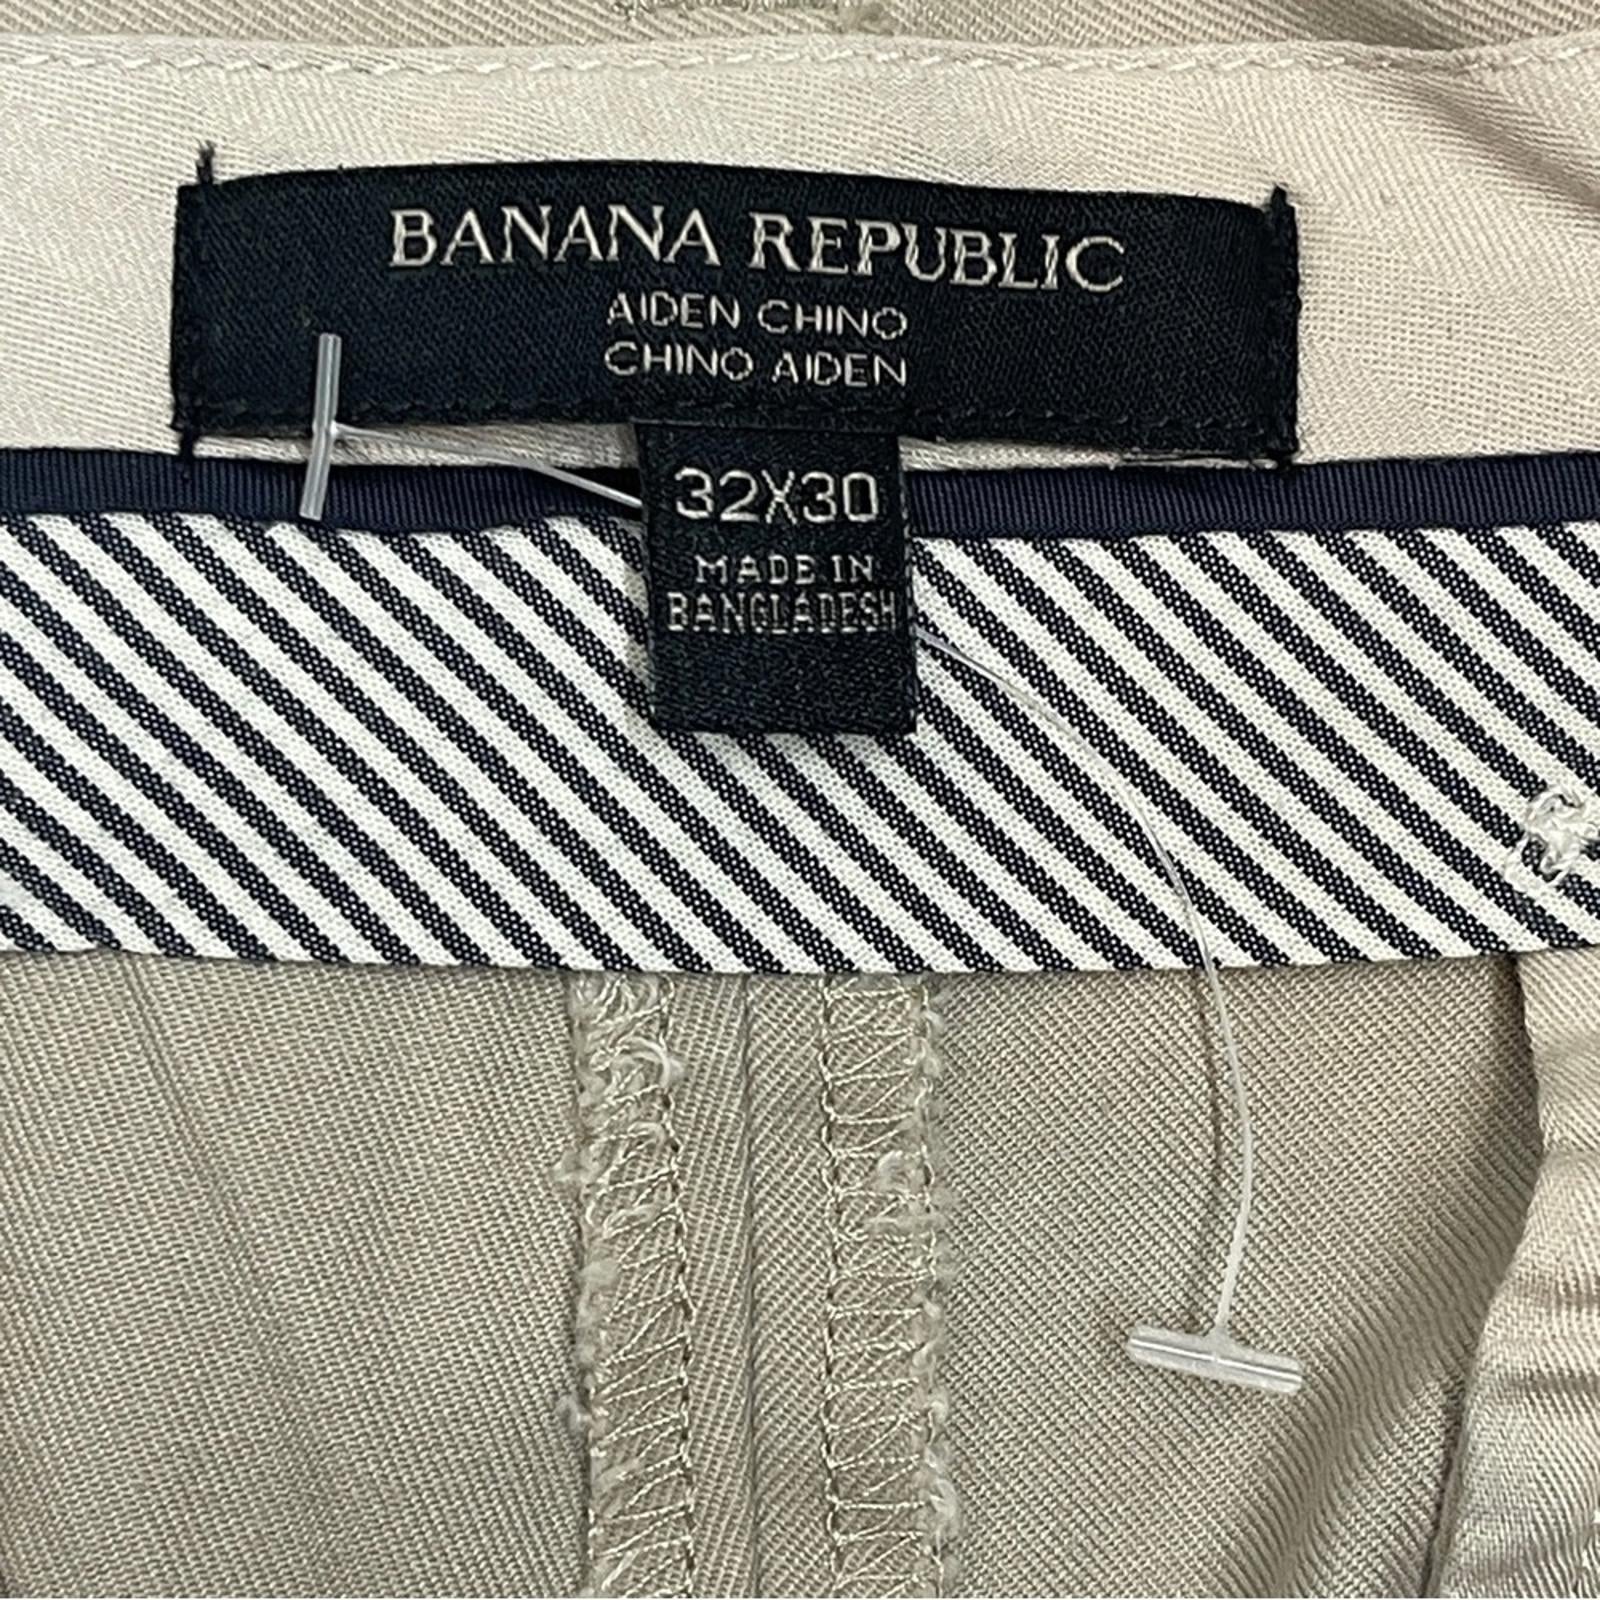 BANANA REPUBLIC
AIDEN CHINO
CHINO AIDEN
32X30
MADE IN
BANGLADESH